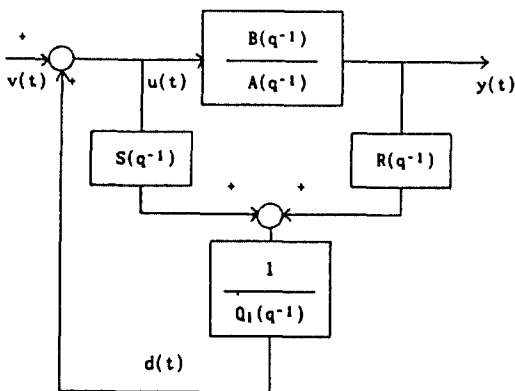 +
B(q-1)
A(q-1)
v(t)
+
u(t)
y(t)
S(q-1)
R(q-1)
+
+
1
Q1(q-1)
d(t)